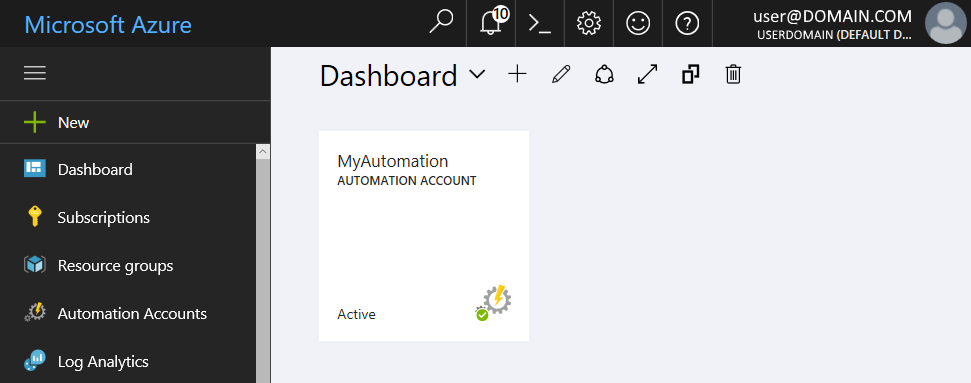 Microsoft Azure
10
user@DOMAIN.COM
USERDOMAIN (DEFAULT D...
Dashboard
New
Dashboard
Subscriptions
Resource groups
Automation Accounts
Log Analytics
MyAutomation
AUTOMATION ACCOUNT
Active